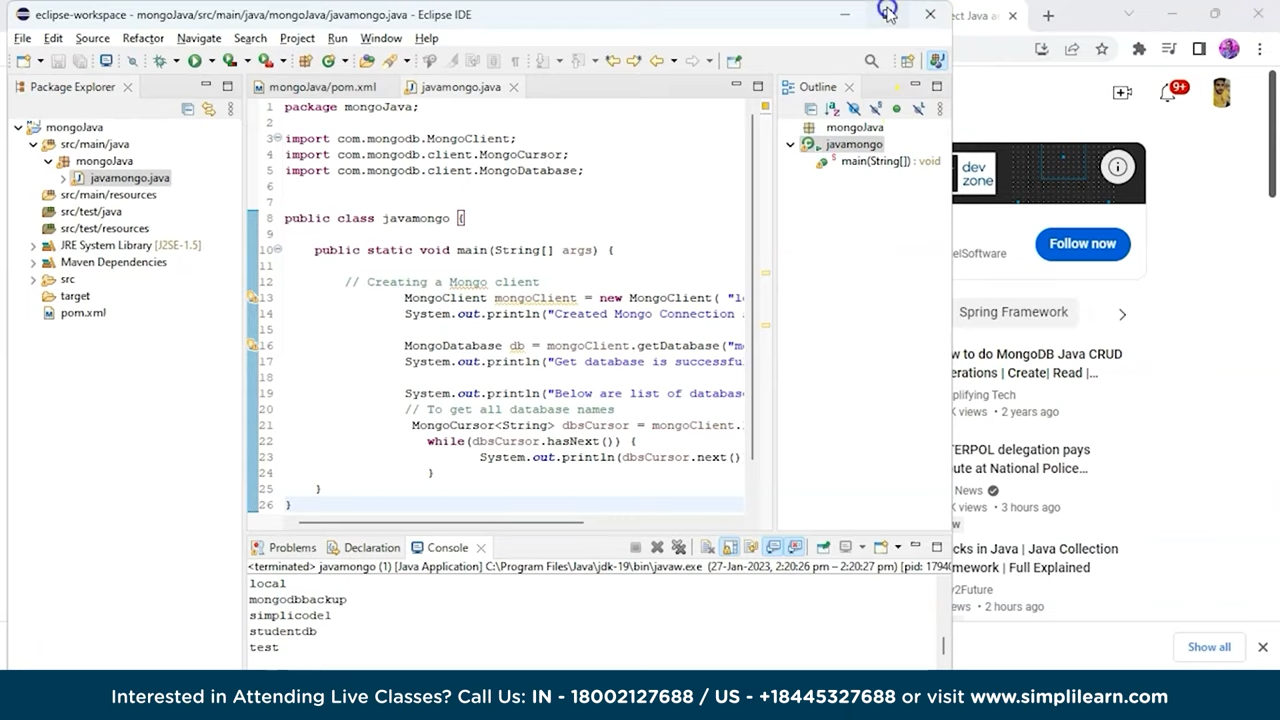 eclipse-workspace - mongoJava/src/main/java/mongoJava/javamongo.java - Eclipse IDE
ect Java a
File Edit Source Refactor Navigate Search Project Run Window Help
Package Explorer
mongoJava
src/main/java
mongoJava
javamongo.java
src/main/resources
src/test/java
src/test/resources
JRE System Library [J2SE-1.5]
Maven Dependencies
src
target
pom.xml
mongoJava/pom.xml
javamongo.java
1 package mongoJava;
2
3 import com.mongodb.MongoClient;
4 import com.mongodb.client.MongoCursor;
5 import com.mongodb.client.MongoDatabase;
6
7
8 public class javamongo {
9
10 public static void main(String[] args) {
11
12 // Creating a Mongo client
13 MongoClient mongoClient = new MongoClient( "lo
14 System.out.println("Created Mongo Connection s
16 MongoDatabase db = mongoClient.getDatabase("m
17 System.out.println("Get database is successfu
18
19 System.out.println("Below are list of databas
20 // To get all database names
21 MongoCursor<String> dbsCursor = mongoClient.
22 while(dbsCursor.hasNext()) {
23 System.out.println(dbsCursor.next()
24 }
25 }
26 }
Outline
mongoJava
javamongo
main(String[]) : void
Problems Declaration Console
<terminated> javamongo (1) [Java Application] C:\Program Files\Java\jdk-19\bin\javaw.exe (27-Jan-2023, 2:20:26 pm – 2:20:27 pm) [pid: 1794
local
mongodbbackup
simplicode1
studentdb
test
9+
dev
zone
elSoftware
Follow now
Spring Framework
w to do MongoDB Java CRUD
erations | Create| Read |...
plifying Tech
views • 2 years ago
TERPOL delegation pays
ute at National Police...
News
K views • 3 hours ago
w
cks in Java | Java Collection
mework | Full Explained
y2Future
ews • 2 hours ago
Show all
Interested in Attending Live Classes? Call Us: IN - 18002127688 / US - +18445327688 or visit www.simplilearn.com